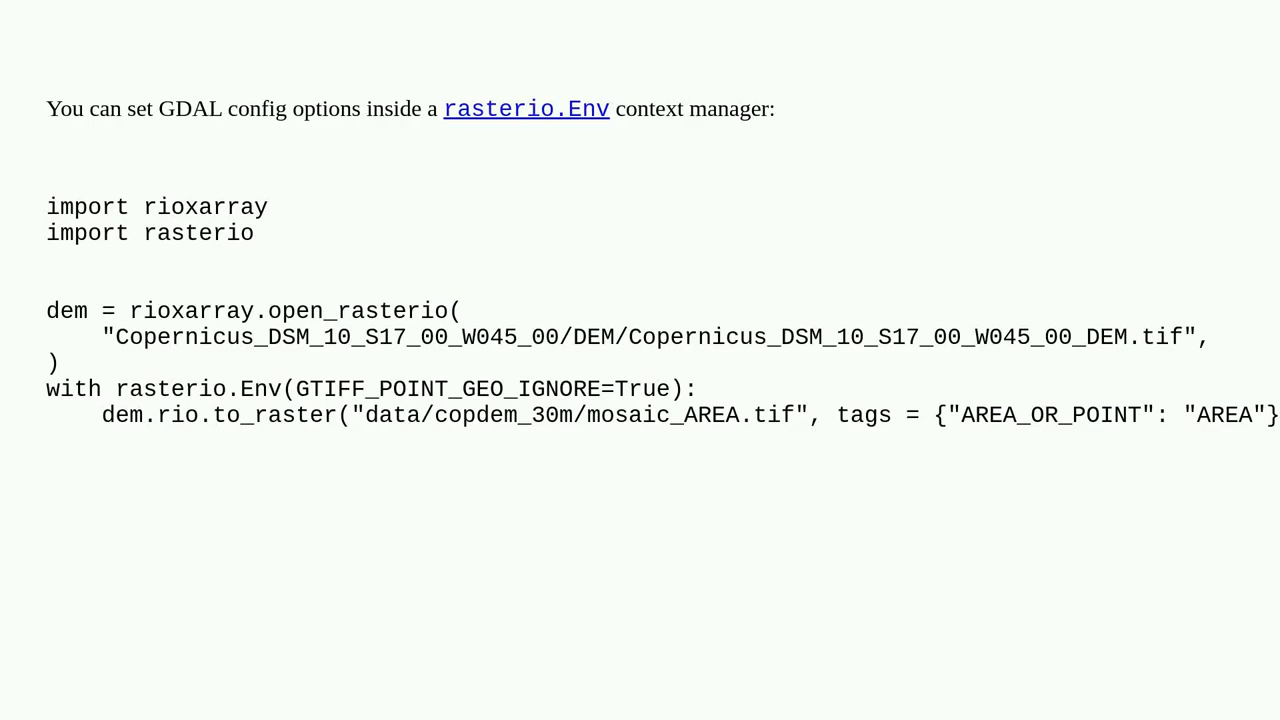 You can set GDAL config options inside a rasterio.Env context manager:
import rioxarray
import rasterio
dem = rioxarray.open_rasterio(
    "Copernicus_DSM_10_S17_00_W045_00/DEM/Copernicus_DSM_10_S17_00_W045_00_DEM.tif",
)
with rasterio.Env(GTIFF_POINT_GEO_IGNORE=True):
    dem.rio.to_raster("data/copdem_30m/mosaic_AREA.tif", tags = {"AREA_OR_POINT": "AREA"}